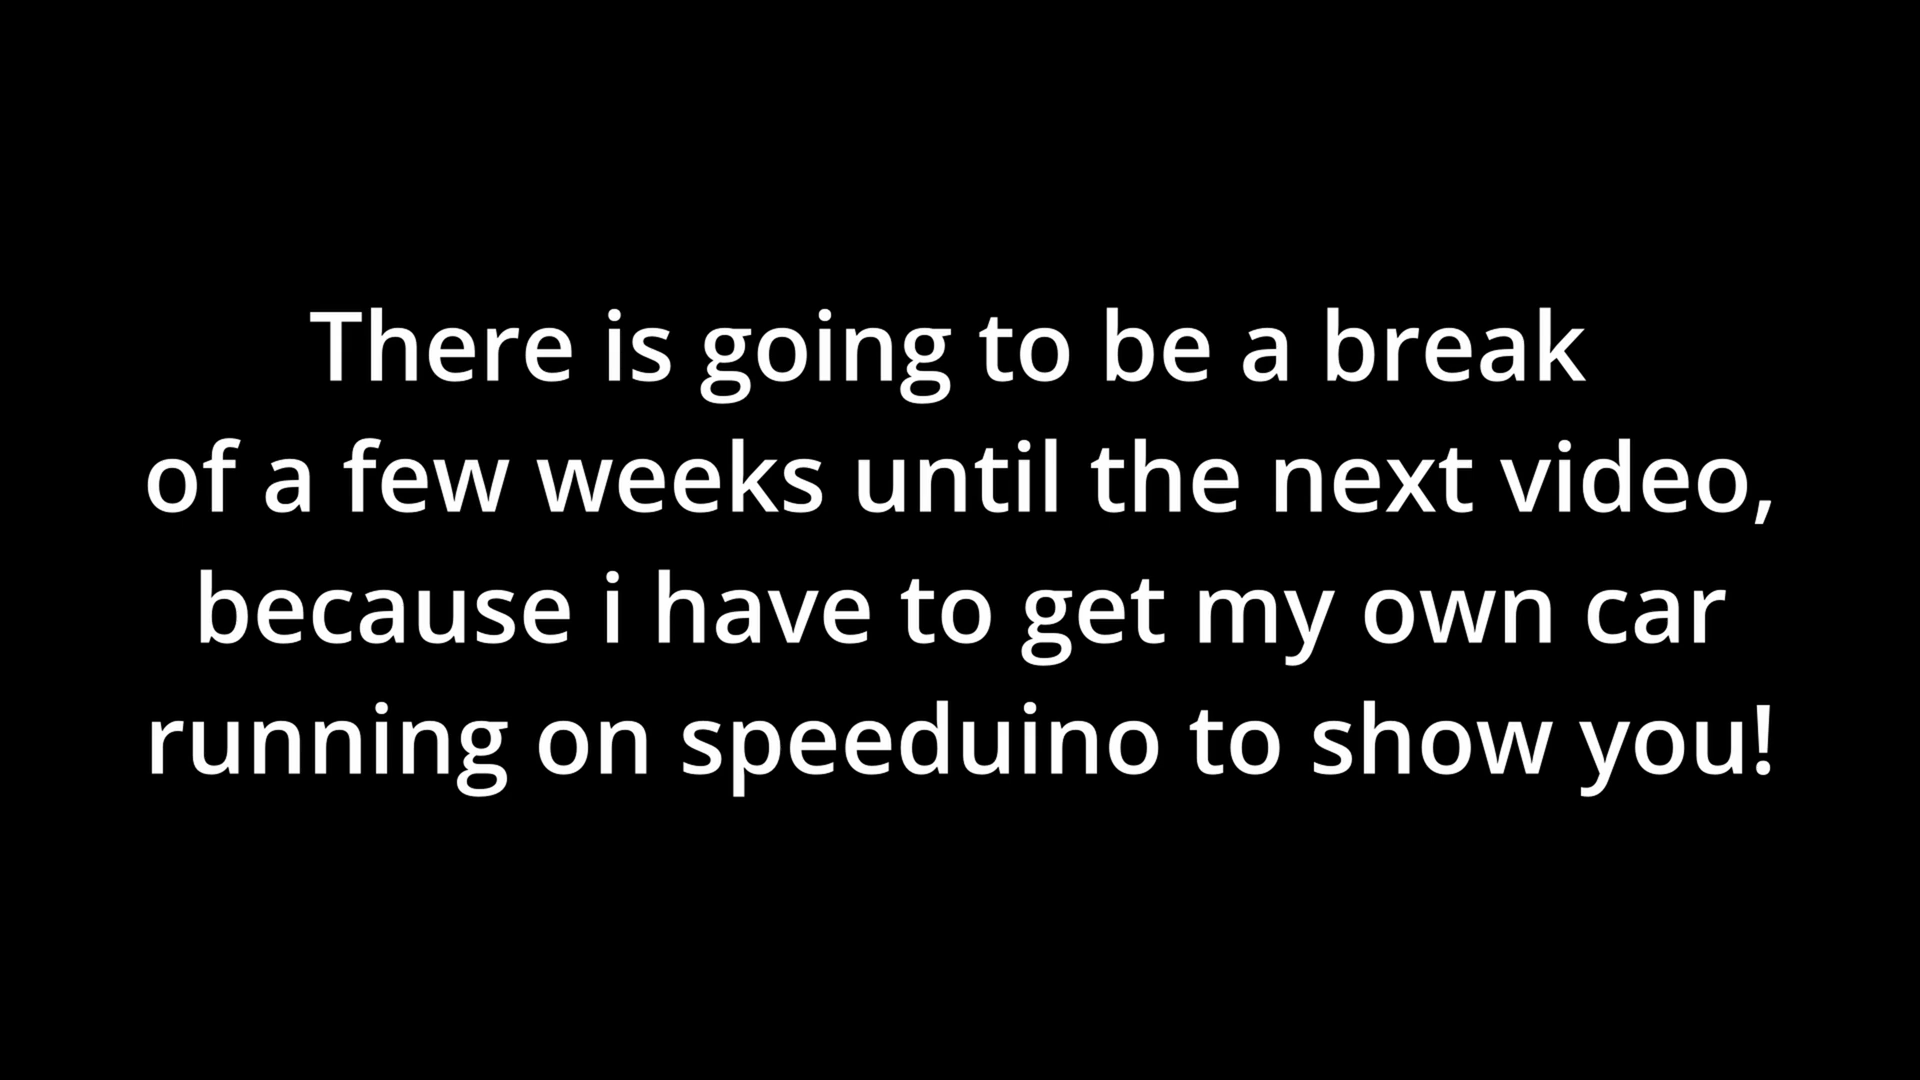 There is going to be a break
of a few weeks until the next video,
because i have to get my own car
running on speeduino to show you!